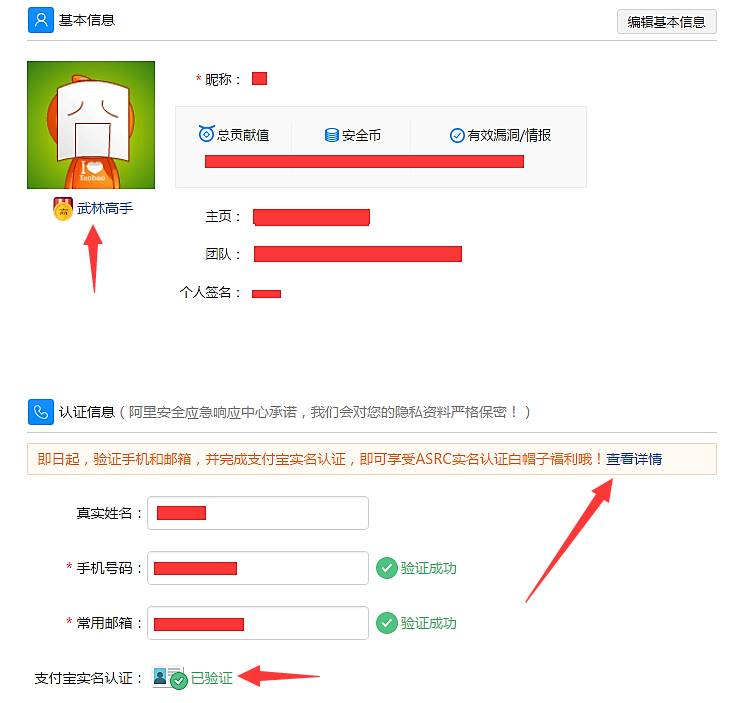 基本信息
编辑基本信息
* 昵称：
总贡献值 安全币 有效漏洞/情报
I
Taobao
武林高手
主页：
团队：
个人签名：
认证信息（阿里安全应急响应中心承诺，我们会对您的隐私资料严格保密！）
即日起，验证手机和邮箱，并完成支付宝实名认证，即可享受ASRC实名认证白帽子福利哦！查看详情
真实姓名：
* 手机号码： 验证成功
* 常用邮箱： 验证成功
支付宝实名认证： 已验证